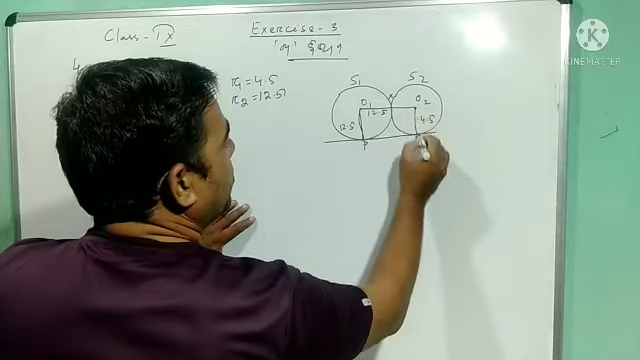 Class - IX
Exercise - 3
r₁ = 4.5
r₂ = 12.5
S₁
S₂
O₁
x
O₂
12.5
12.5
4.5
P
K
KINEMASTER